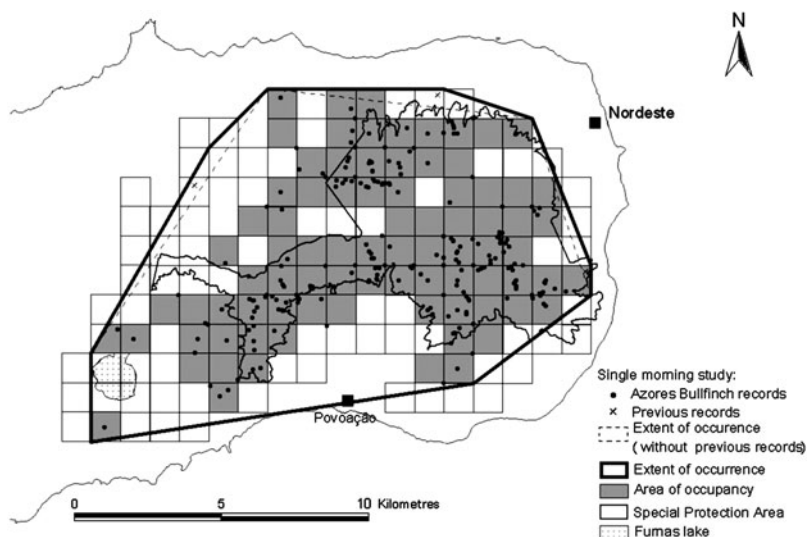 N
Nordeste
Povoação
Single morning study:
Azores Bullfinch records
Previous records
Extent of occurence
( without previous records)
Extent of occurrence
Area of occupancy
Special Protection Area
Furnas lake
0 5 10 Kilometres